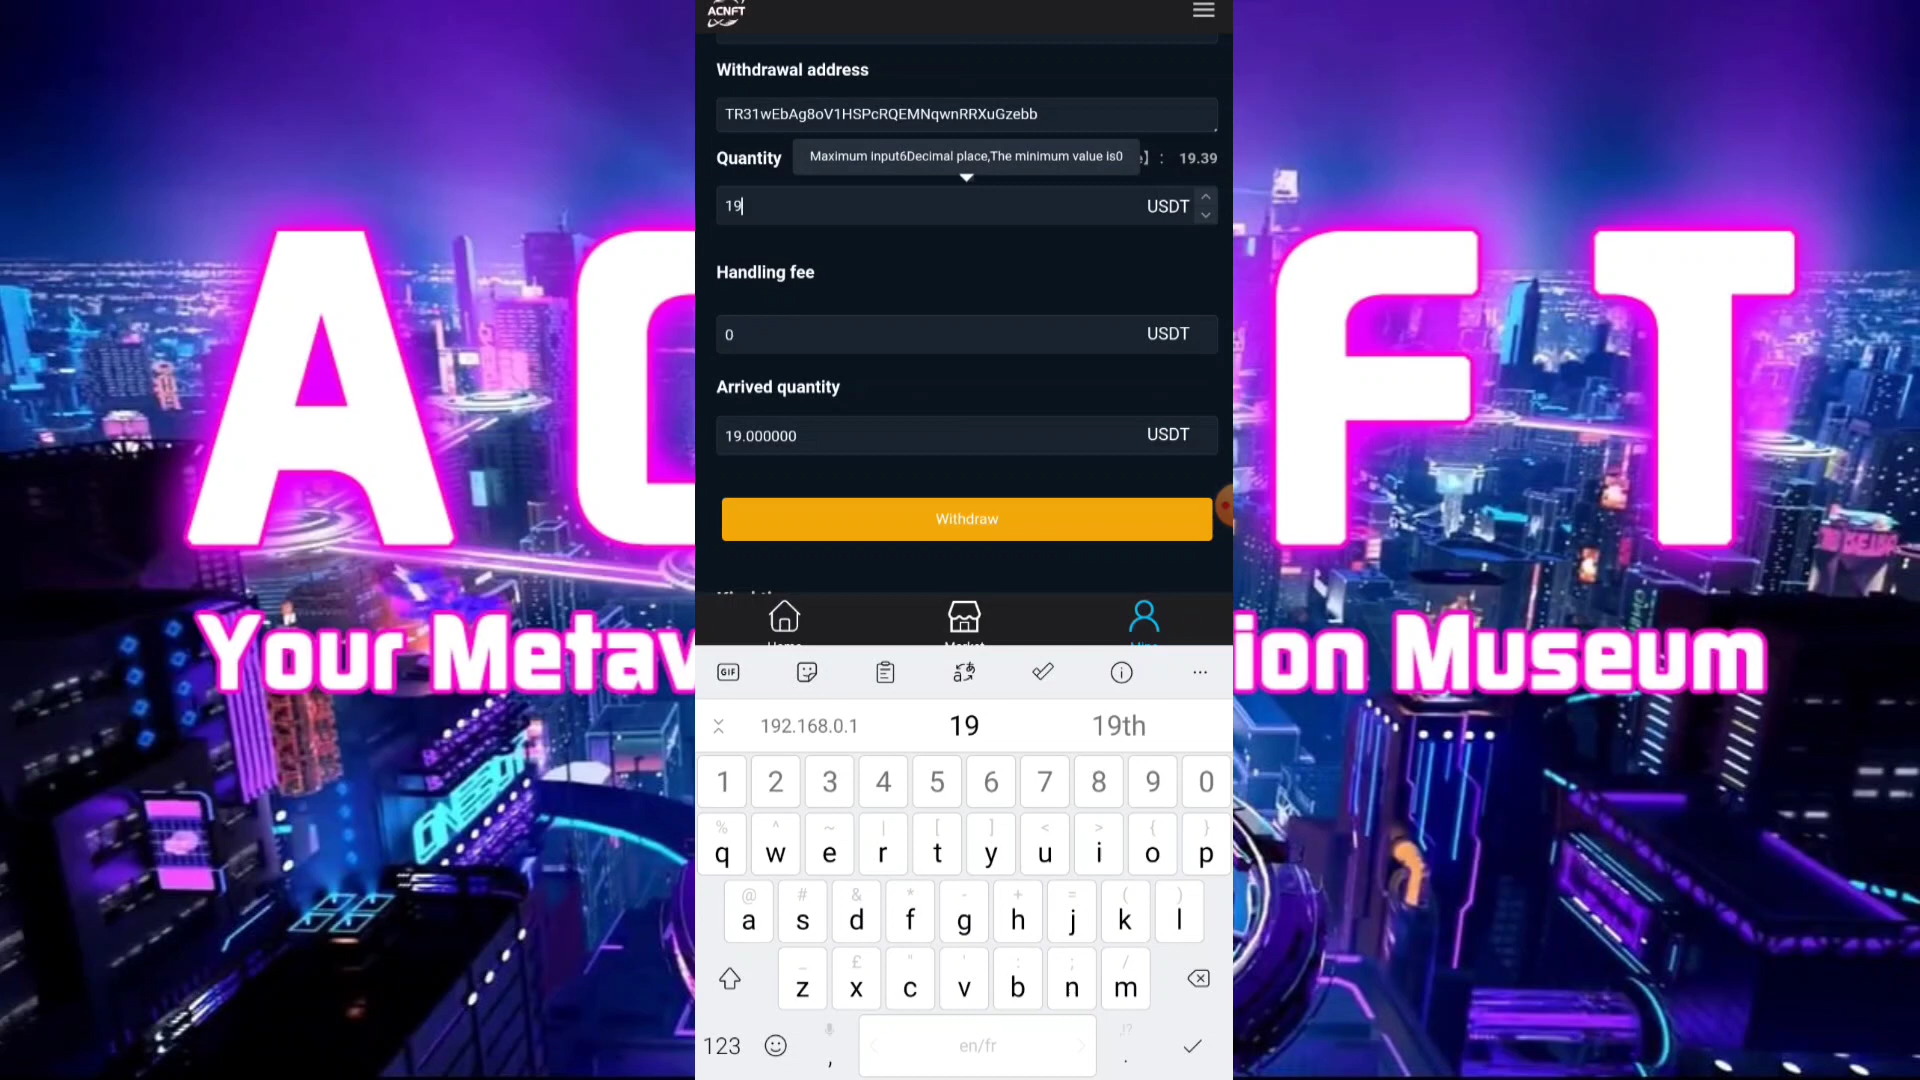 ACNFT
Withdrawal address
TR31wEbAg8oV1HSPcRQEMNqwnRRXuGzebb
Quantity
Maximum input6Decimal place,The minimum value is0
e] : 19.39
19
USDT
Handling fee
0
USDT
Arrived quantity
19.000000
USDT
Withdraw
A C F T
Your Metav ion Museum
GIF
192.168.0.1 19 19th
1 2 3 4 5 6 7 8 9 0
% ^ ~ | [ ] < > { }
q w e r t y u i o p
@ # & * - + = ( )
a s d f g h j k l
_ £ " ' : ; /
z x c v b n m
123 , en/fr .
,!?